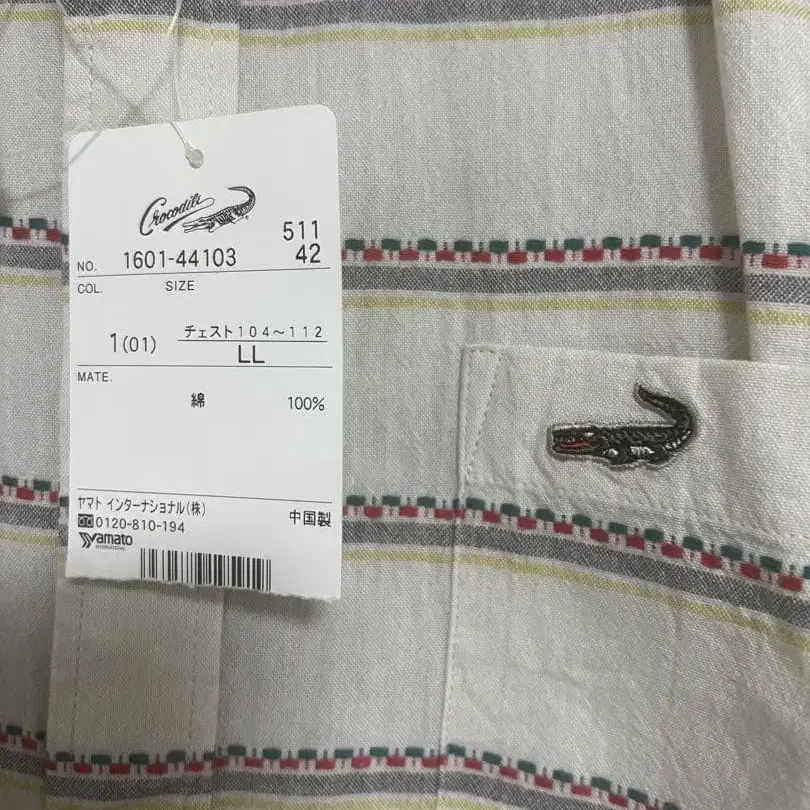 Crocodile
511
NO. 1601-44103 42
COL. SIZE
1(01) チェスト104~112
LL
MATE.
綿 100%
ヤマト インターナショナル(株)
0120-810-194 中国製
Yamato
INTERNATIONAL